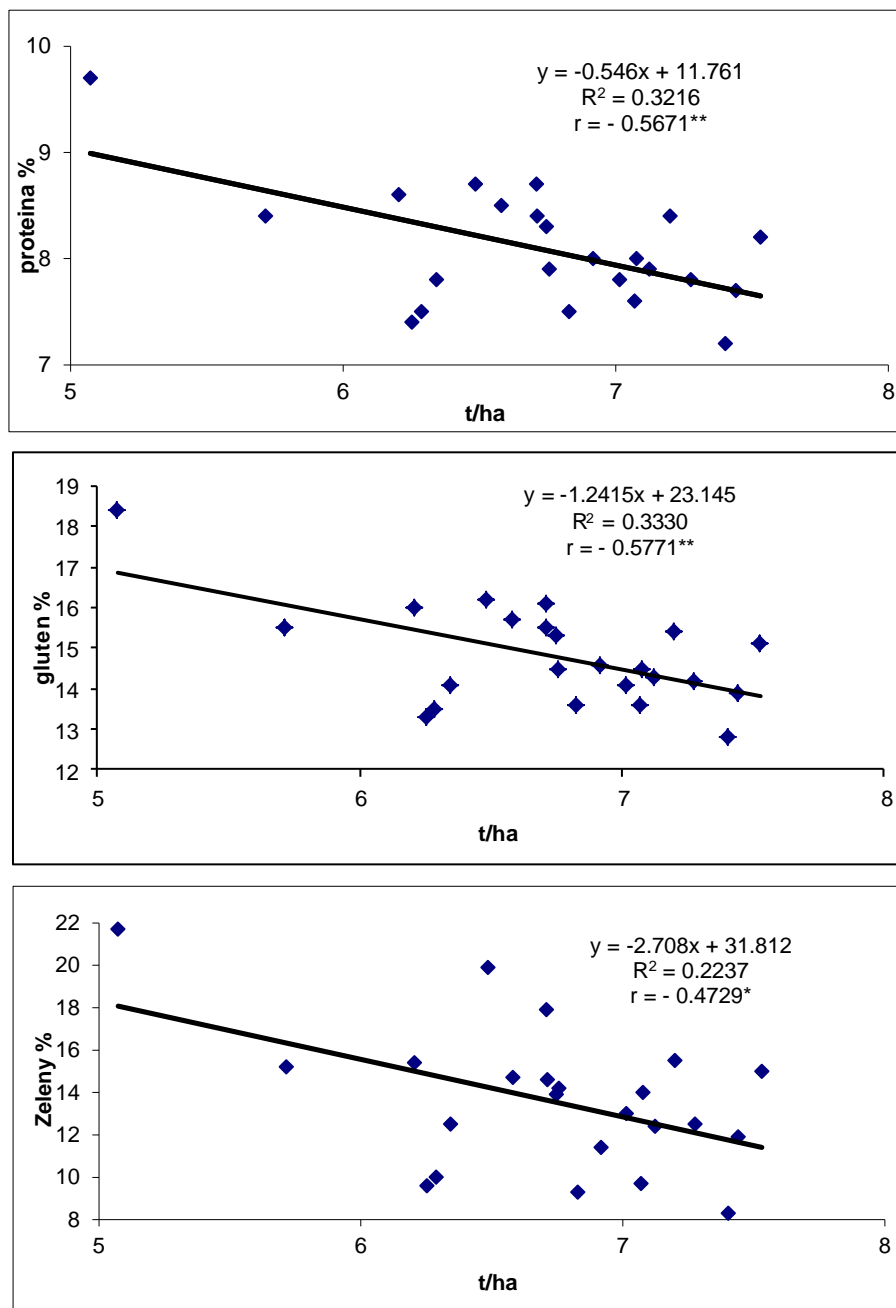 10
9
8
7
proteina %
y = -0.546x + 11.761
R² = 0.3216
r = - 0.5671**
5 6 7 8
t/ha
19
18
17
16
15
14
13
12
gluten %
y = -1.2415x + 23.145
R² = 0.3330
r = - 0.5771**
5 6 7 8
t/ha
22
20
18
16
14
12
10
8
Zeleny %
y = -2.708x + 31.812
R² = 0.2237
r = - 0.4729*
5 6 7 8
t/ha